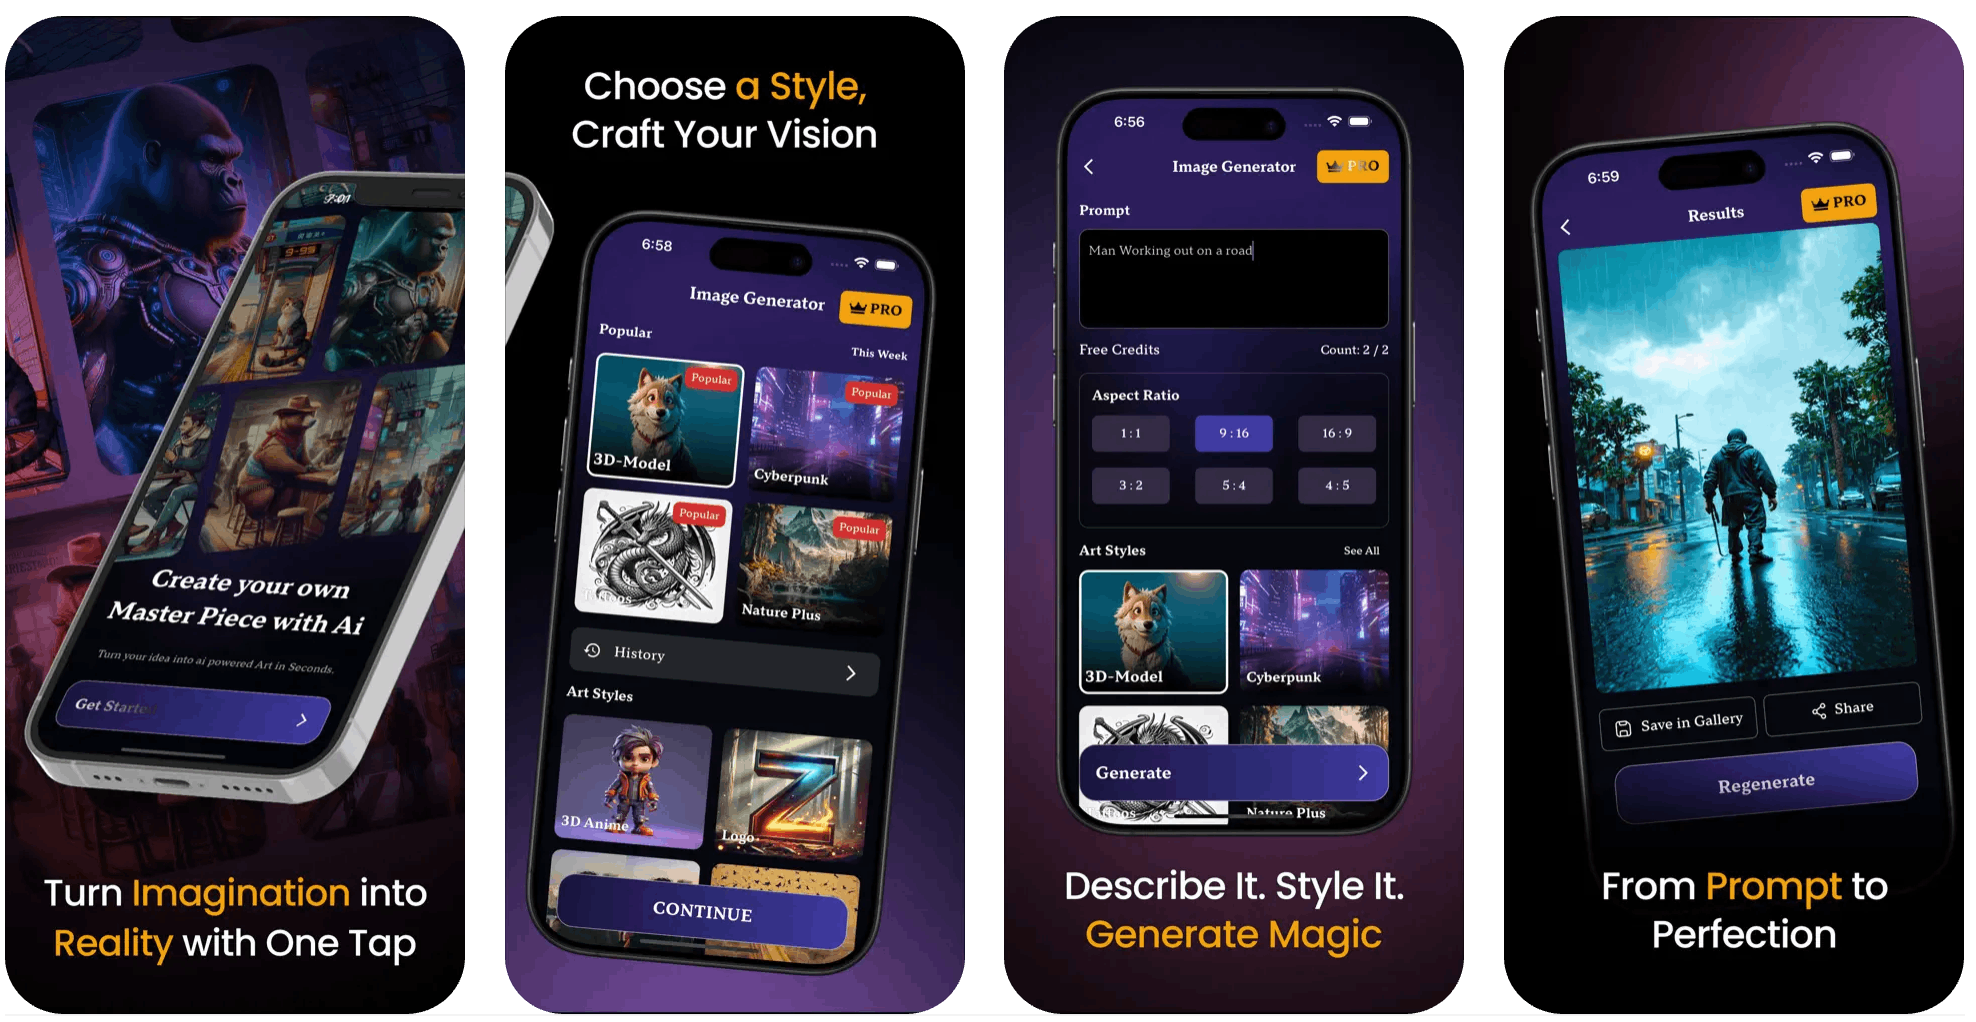 7:01
9-99
Create your own
Master Piece with Ai
Turn your idea into ai powered Art in Seconds.
Get Started
Turn Imagination into
Reality with One Tap
Choose a Style,
Craft Your Vision
6:58
Image Generator
PRO
Popular
This Week
Popular
3D-Model
Popular
Cyberpunk
Popular
Tattoos
Popular
Nature Plus
History
Art Styles
3D Anime
Z
Logo
CONTINUE
6:56
Image Generator
PRO
Prompt
Man Working out on a road
Free Credits
Count: 2 / 2
Aspect Ratio
1 : 1
9 : 16
16 : 9
3 : 2
5 : 4
4 : 5
Art Styles
See All
3D-Model
Cyberpunk
Generate
Tattoos
Nature Plus
Describe It. Style It.
Generate Magic
6:59
Results
PRO
Save in Gallery
Share
Regenerate
From Prompt to
Perfection